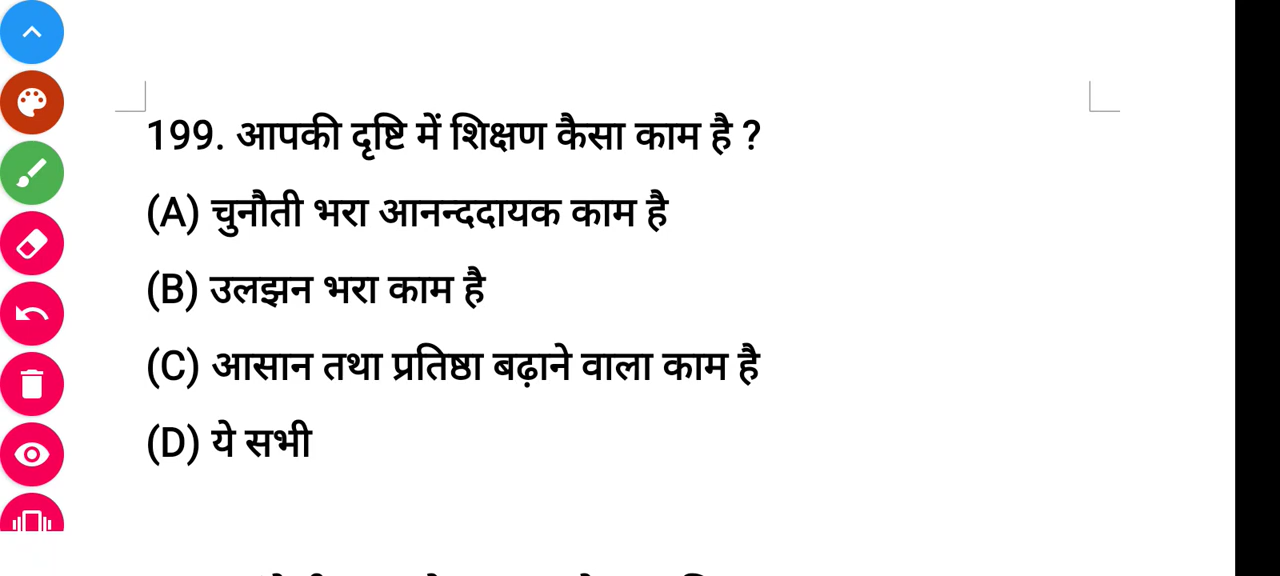 199. आपकी दृष्टि में शिक्षण कैसा काम है ?
(A) चुनौती भरा आनन्ददायक काम है
(B) उलझन भरा काम है
(C) आसान तथा प्रतिष्ठा बढ़ाने वाला काम है
(D) ये सभी